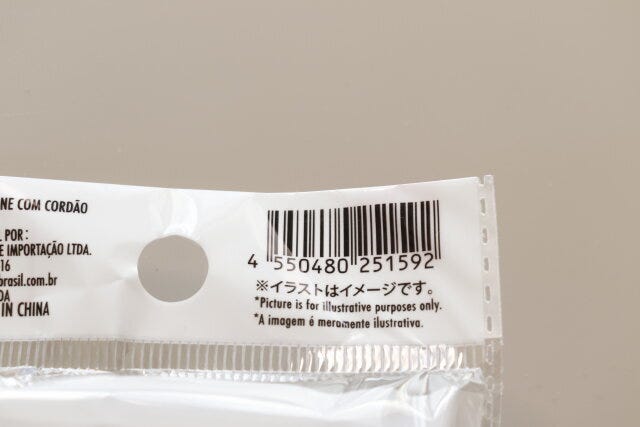 NE COM CORDÃO
L POR :
E IMPORTAÇÃO LTDA.
16
brasil.com.br
DA
IN CHINA
4 550480 251592
※イラストはイメージです。
*Picture is for illustrative purposes only.
*A imagem é meramente ilustrativa.